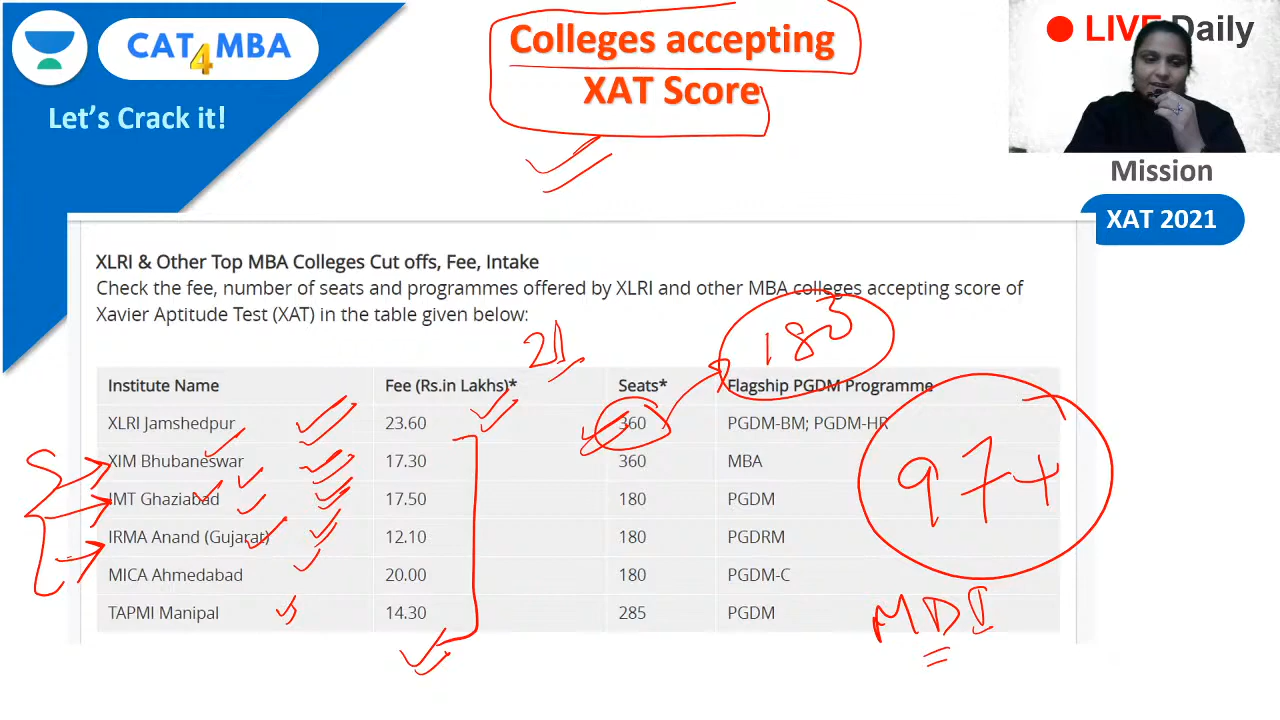 CAT4MBA
Let's Crack it!
Colleges accepting
XAT Score
LIVE Daily
Mission
XAT 2021
XLRI & Other Top MBA Colleges Cut offs, Fee, Intake
Check the fee, number of seats and programmes offered by XLRI and other MBA colleges accepting score of
Xavier Aptitude Test (XAT) in the table given below:
21
180
Institute Name Fee (Rs.in Lakhs)* Seats* Flagship PGDM Programme
XLRI Jamshedpur 23.60 360 PGDM-BM; PGDM-HR
XIM Bhubaneswar 17.30 360 MBA
IMT Ghaziabad 17.50 180 PGDM
IRMA Anand (Gujarat) 12.10 180 PGDRM
MICA Ahmedabad 20.00 180 PGDM-C
TAPMI Manipal 14.30 285 PGDM
97+
MDI